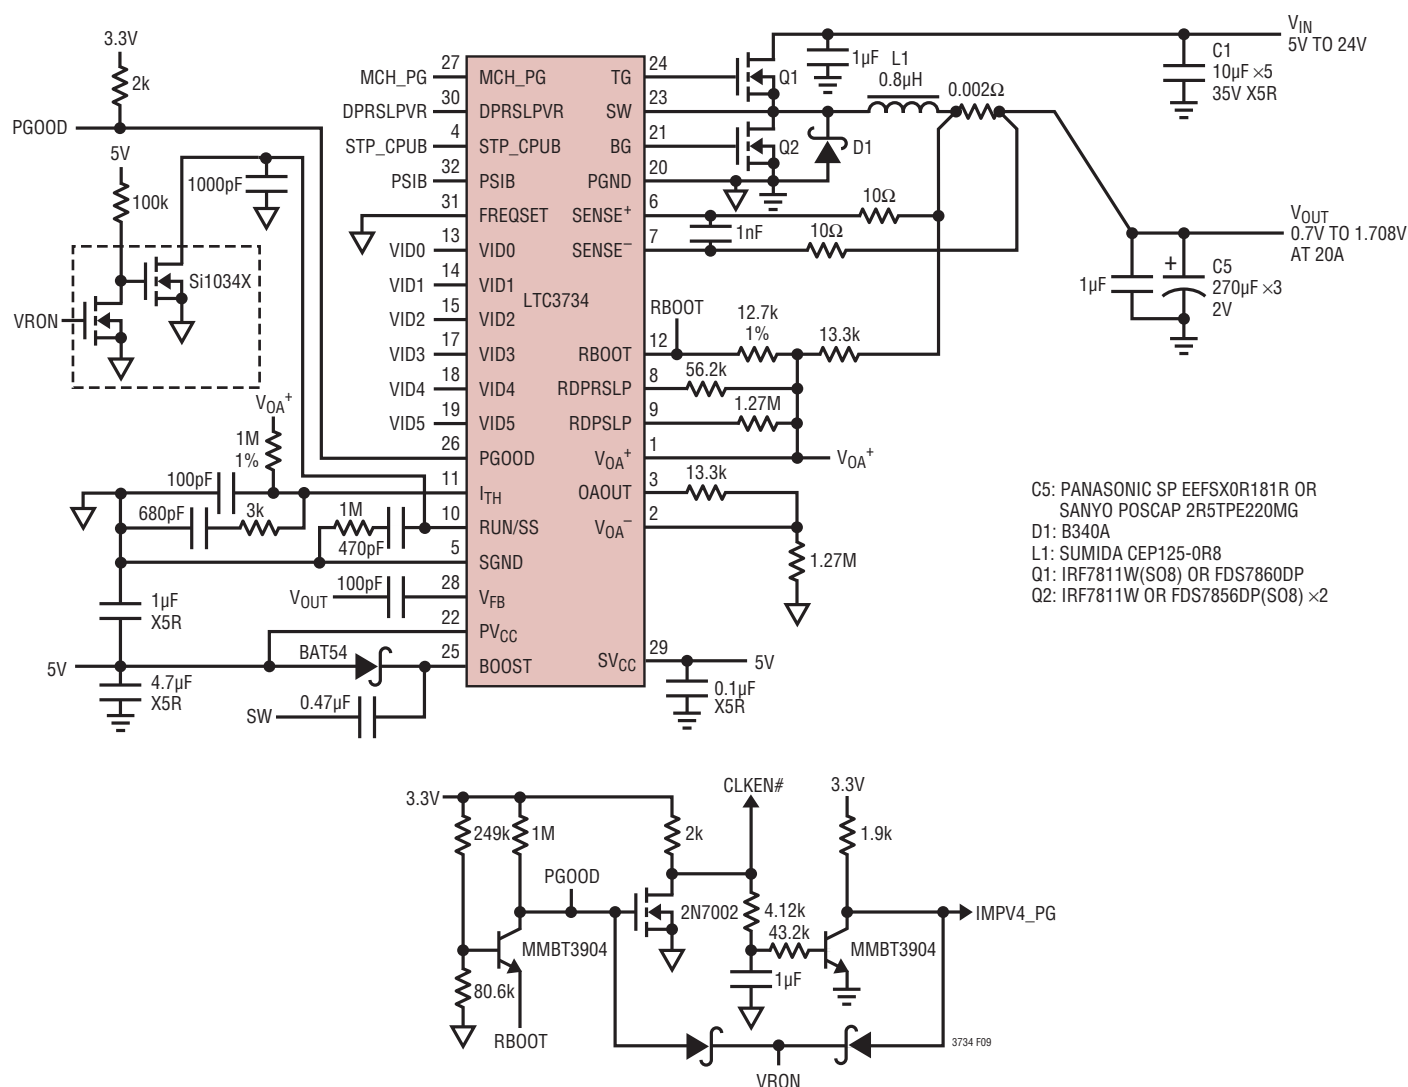 3.3V
2k
PGOOD
5V
100k
1000pF
Si1034X
VRON
MCH_PG
27
MCH_PG
DPRSLPVR
30
DPRSLPVR
STP_CPUB
4
STP_CPUB
PSIB
32
PSIB
31
FREQSET
VID0
13
VID0
VID1
14
VID1
VID2
15
VID2
VID3
17
VID3
VID4
18
VID4
VID5
19
VID5
26
PGOOD
11
ITH
10
RUN/SS
5
SGND
28
VFB
22
PVCC
25
BOOST
LTC3734
TG
24
SW
23
BG
21
PGND
20
SENSE+
6
SENSE–
7
RBOOT
12
RDPRSLP
8
RDPSLP
9
VOA+
1
OAOUT
3
VOA–
2
SVCC
29
VOA+
1M
1%
100pF
680pF
3k
1M
470pF
100pF
VOUT
1µF
X5R
5V
4.7µF
X5R
BAT54
0.47µF
SW
Q1
Q2
1µF
L1
0.8µH
D1
0.002Ω
VIN
5V TO 24V
C1
10µF ×5
35V X5R
10Ω
10Ω
1nF
VOUT
0.7V TO 1.708V
AT 20A
1µF
+
C5
270µF ×3
2V
RBOOT
12.7k
1%
13.3k
56.2k
1.27M
VOA+
13.3k
1.27M
5V
0.1µF
X5R
C5: PANASONIC SP EEFSX0R181R OR
SANYO POSCAP 2R5TPE220MG
D1: B340A
L1: SUMIDA CEP125-0R8
Q1: IRF7811W(SO8) OR FDS7860DP
Q2: IRF7811W OR FDS7856DP(SO8) ×2
3.3V
249k
1M
2k
CLKEN#
3.3V
1.9k
PGOOD
2N7002
4.12k
43.2k
IMPV4_PG
MMBT3904
MMBT3904
80.6k
1µF
RBOOT
VRON
3734 F09